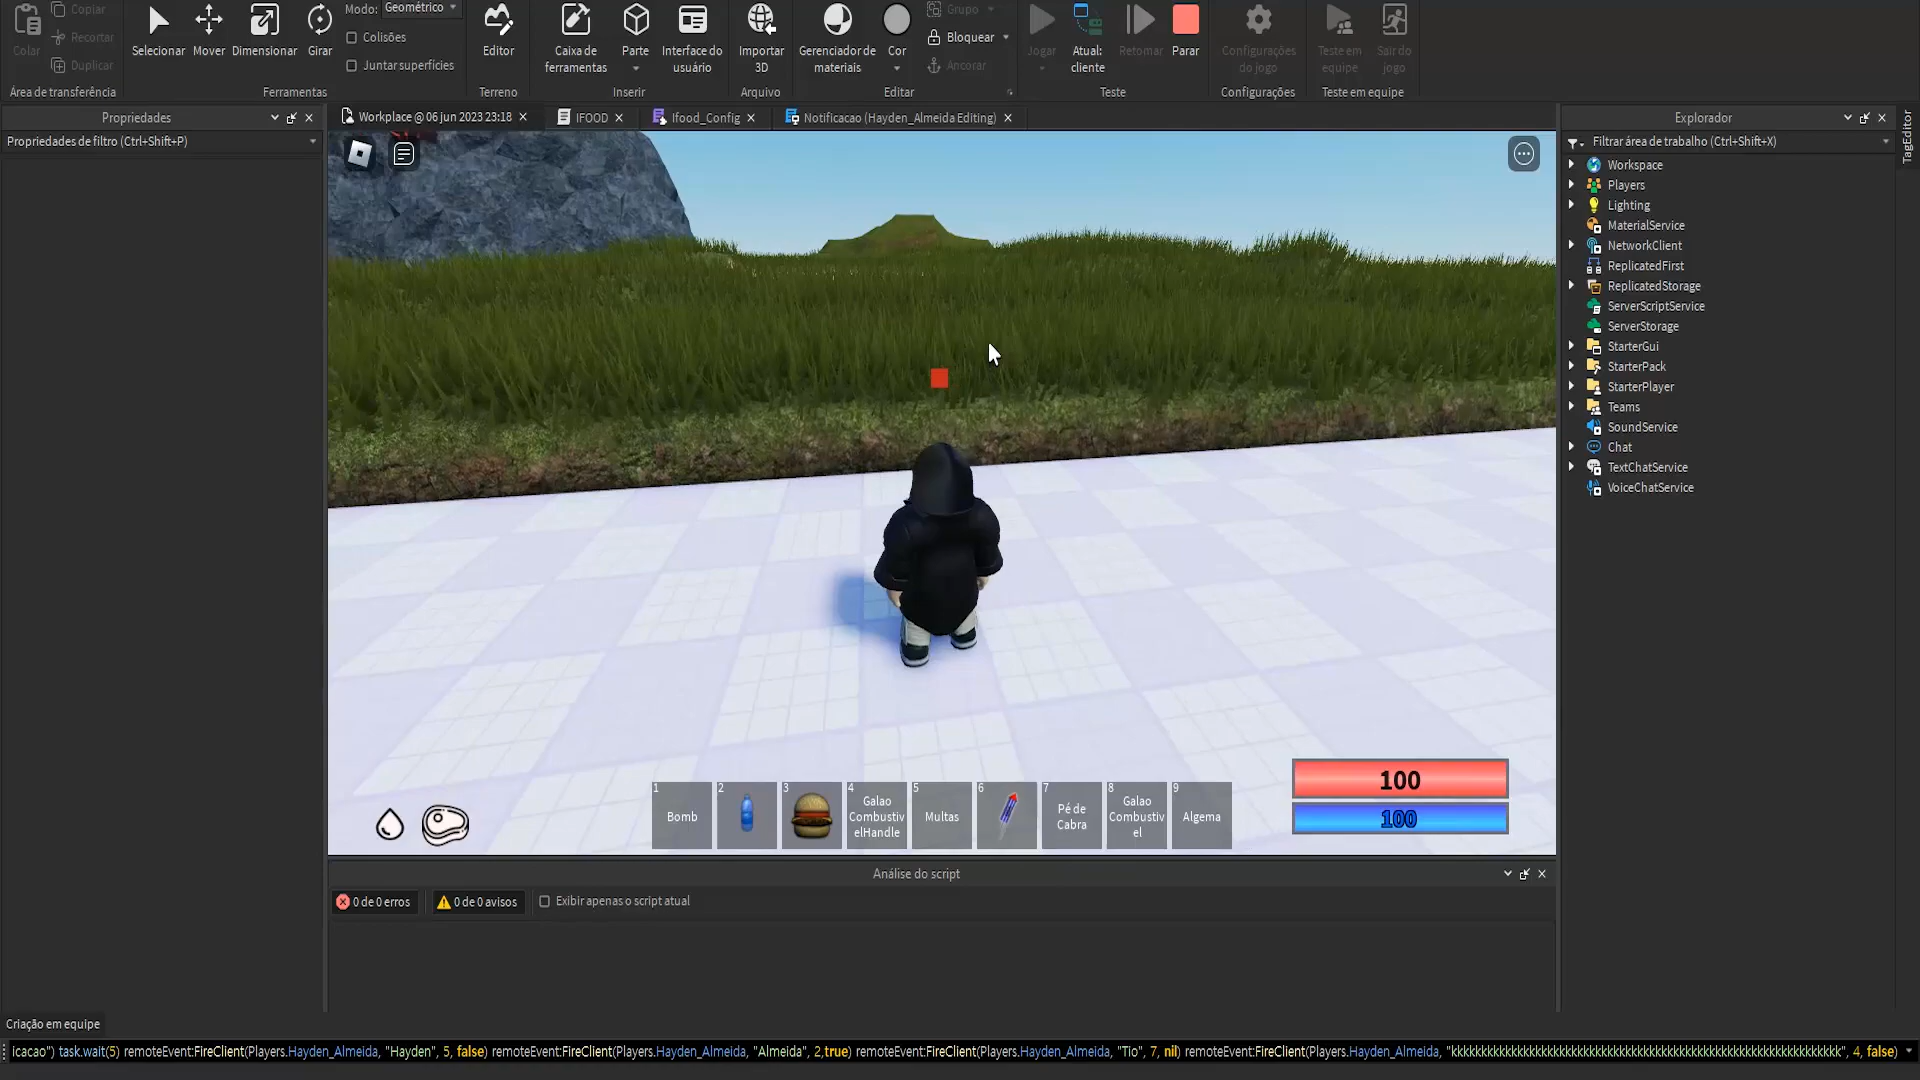 Colar
Copiar
Recortar
Duplicar
Área de transferência
Selecionar
Mover
Dimensionar
Girar
Modo:
Geométrico
Colisões
Juntar superfícies
Ferramentas
Editor
Terreno
Caixa de
ferramentas
Parte
Interface do
usuário
Inserir
Importar
3D
Arquivo
Gerenciador de
materiais
Cor
Grupo
Bloquear
Ancorar
Editar
Jogar
Atual:
cliente
Retomar
Parar
Teste
Configurações
do jogo
Configurações
Teste em
equipe
Sair do
jogo
Teste em equipe
Propriedades
Propriedades de filtro (Ctrl+Shift+P)
Workplace @ 06 jun 2023 23:18
IFOOD
Ifood_Config
Notificacao (Hayden_Almeida Editing)
Explorador
Filtrar área de trabalho (Ctrl+Shift+X)
TagEditor
Workspace
Players
Lighting
MaterialService
NetworkClient
ReplicatedFirst
ReplicatedStorage
ServerScriptService
ServerStorage
StarterGui
StarterPack
StarterPlayer
Teams
SoundService
Chat
TextChatService
VoiceChatService
1
Bomb
2
3
4
Galao
Combustiv
elHandle
5
Multas
6
7
Pé de
Cabra
8
Galao
Combustiv
el
9
Algema
100
100
Análise do script
0 de 0 erros
0 de 0 avisos
Exibir apenas o script atual
Criação em equipe
icacao") task.wait(5) remoteEvent:FireClient(Players.Hayden_Almeida, "Hayden", 5, false) remoteEvent:FireClient(Players.Hayden_Almeida, "Almeida", 2,true) remoteEvent:FireClient(Players.Hayden_Almeida, "Tio", 7, nil) remoteEvent:FireClient(Players.Hayden_Almeida, "kkkkkkkkkkkkkkkkkkkkkkkkkkkkkkkkkkkkkkkkkkkkkkkkkkkkkkkkkkkkkkkkk", 4, false)